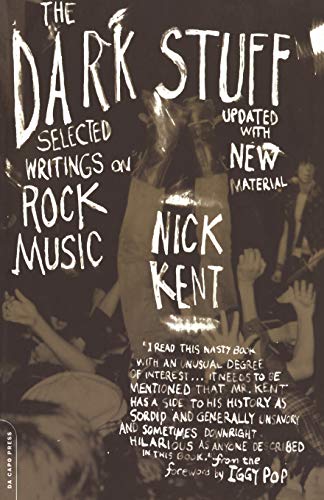 THE
DARK STUFF
SELECTED
WRITINGS ON
ROCK
MUSIC
UPDATED
WITH
NEW
MATERIAL
NICK
KENT
"I READ THIS NASTY BOOK
WITH AN UNUSUAL DEGREE
OF INTEREST... IT NEEDS TO BE
MENTIONED THAT MR. KENT
HAS A SIDE TO HIS HISTORY AS
SORDID AND GENERALLY UNSAVORY
AND SOMETIMES DOWNRIGHT
HILARIOUS AS ANYONE DESCRIBED
IN THIS BOOK." from the
foreword by IGGY POP
DA CAPO PRESS